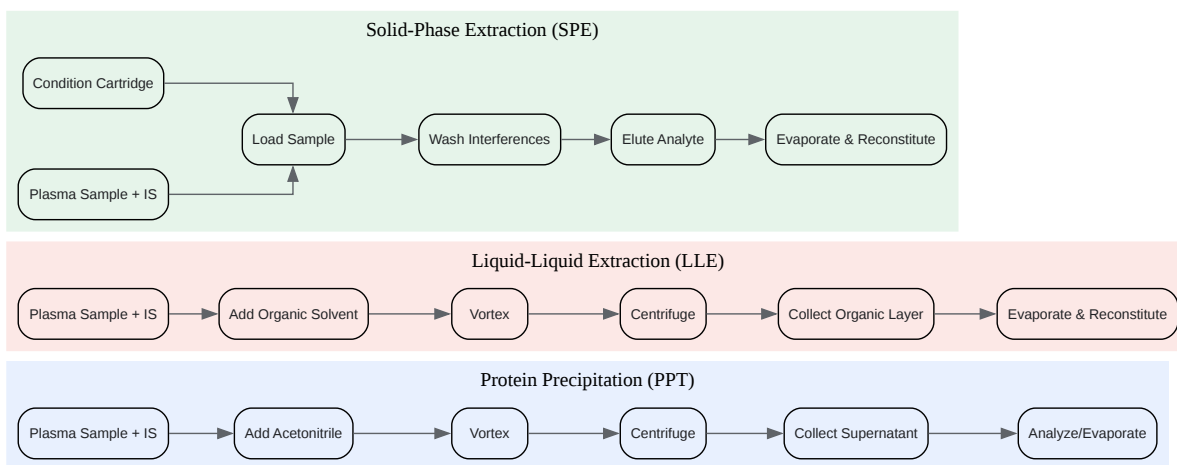 Solid-Phase Extraction (SPE)
Condition Cartridge
Plasma Sample + IS
Load Sample
Wash Interferences
Elute Analyte
Evaporate & Reconstitute
Liquid-Liquid Extraction (LLE)
Plasma Sample + IS
Add Organic Solvent
Vortex
Centrifuge
Collect Organic Layer
Evaporate & Reconstitute
Protein Precipitation (PPT)
Plasma Sample + IS
Add Acetonitrile
Vortex
Centrifuge
Collect Supernatant
Analyze/Evaporate